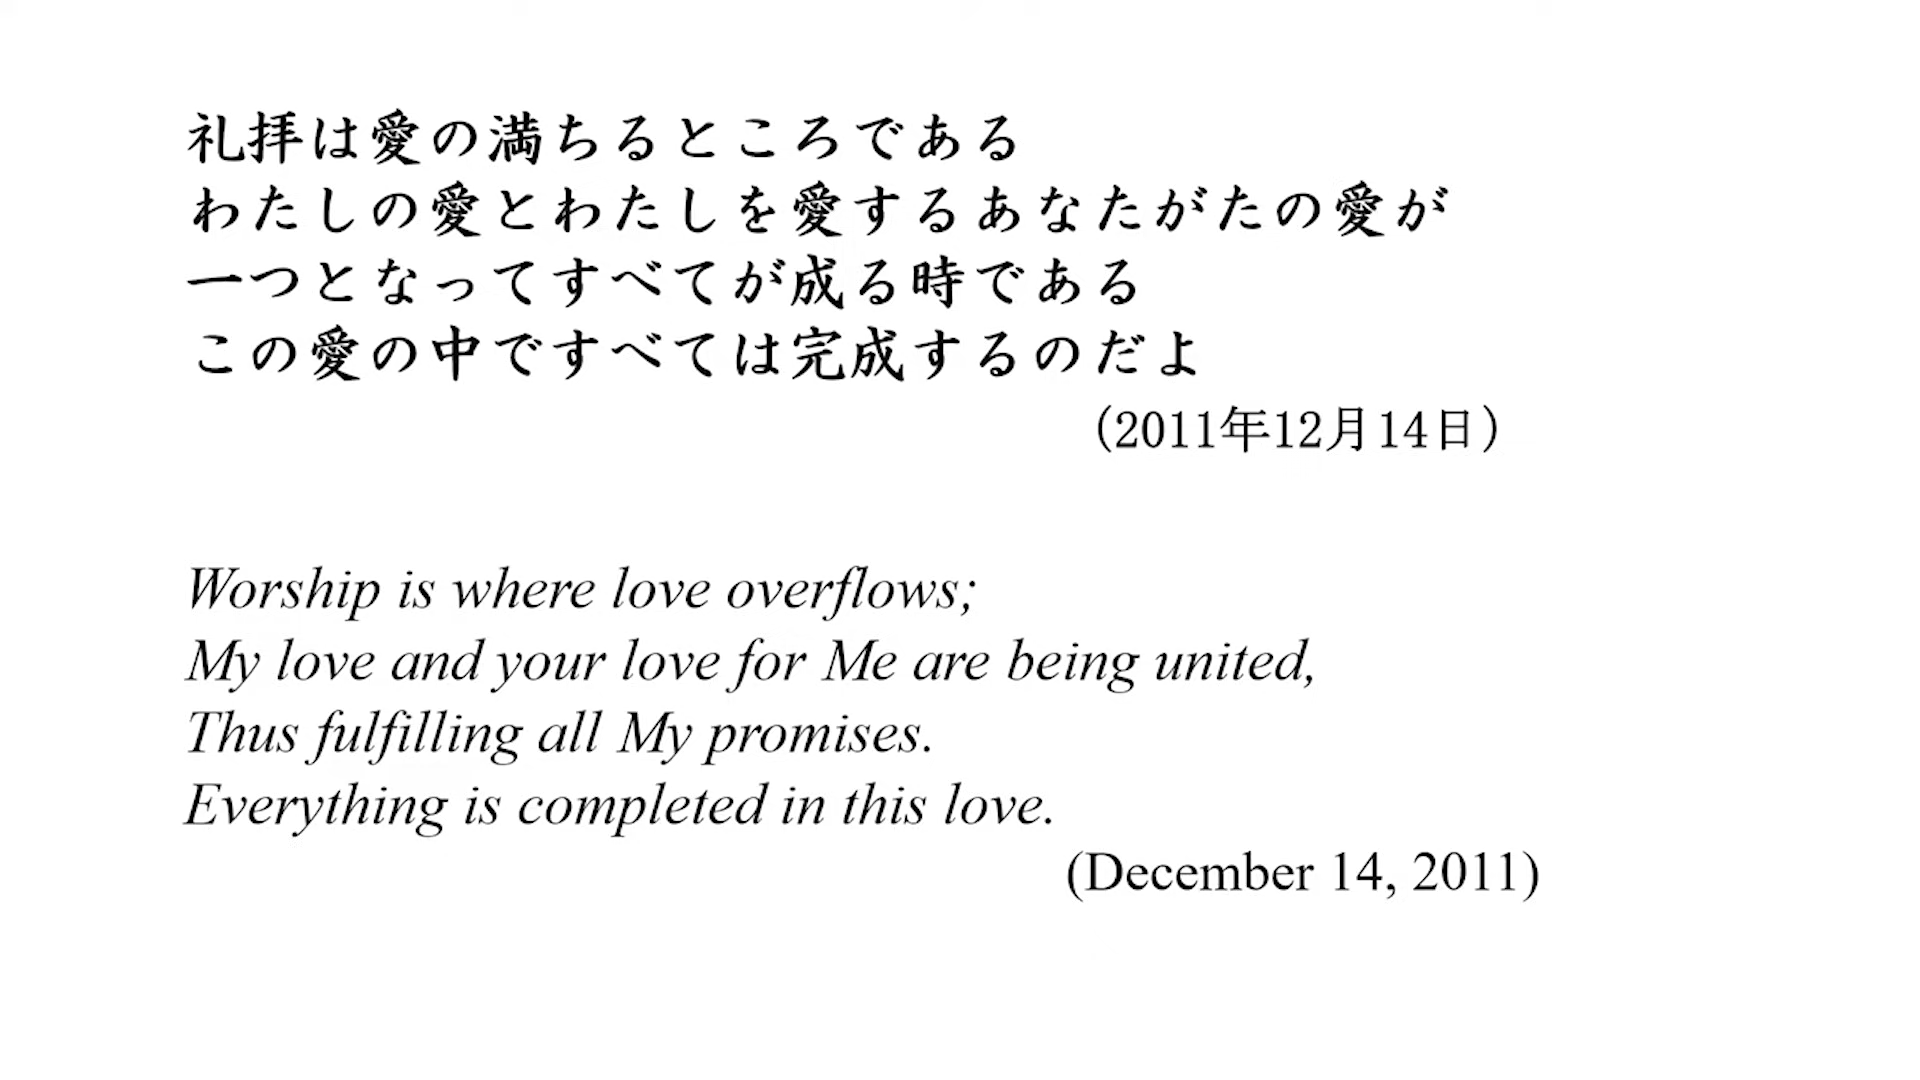 礼拝は愛の満ちるところである
わたしの愛とわたしを愛するあなたがたの愛が
一つとなってすべてが成る時である
この愛の中ですべては完成するのだよ
（2011年12月14日）
Worship is where love overflows;
My love and your love for Me are being united,
Thus fulfilling all My promises.
Everything is completed in this love.
(December 14, 2011)